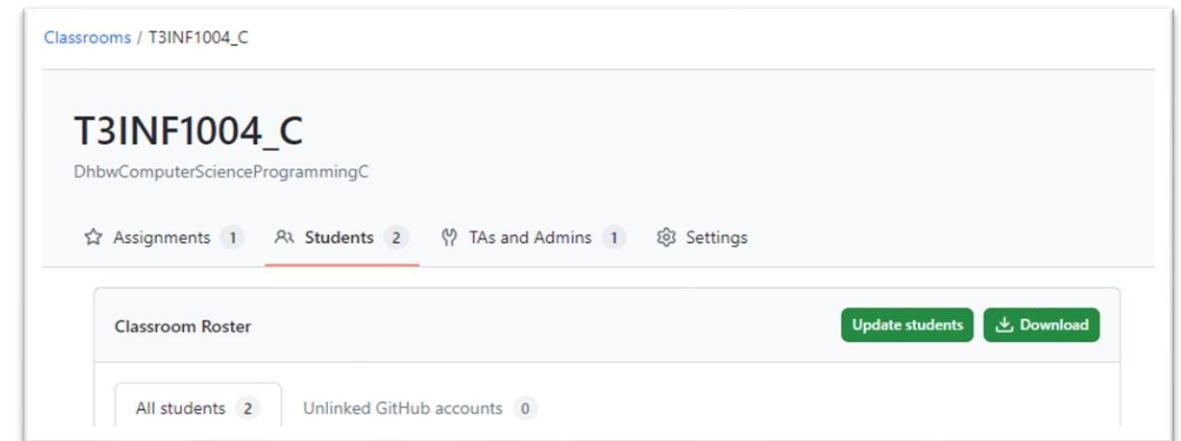 Classrooms / T3INF1004_C
T3INF1004_C
DhbwComputerScienceProgrammingC
Assignments 1 Students 2 TAs and Admins 1 Settings
Classroom Roster Update students Download
All students 2 Unlinked GitHub accounts 0